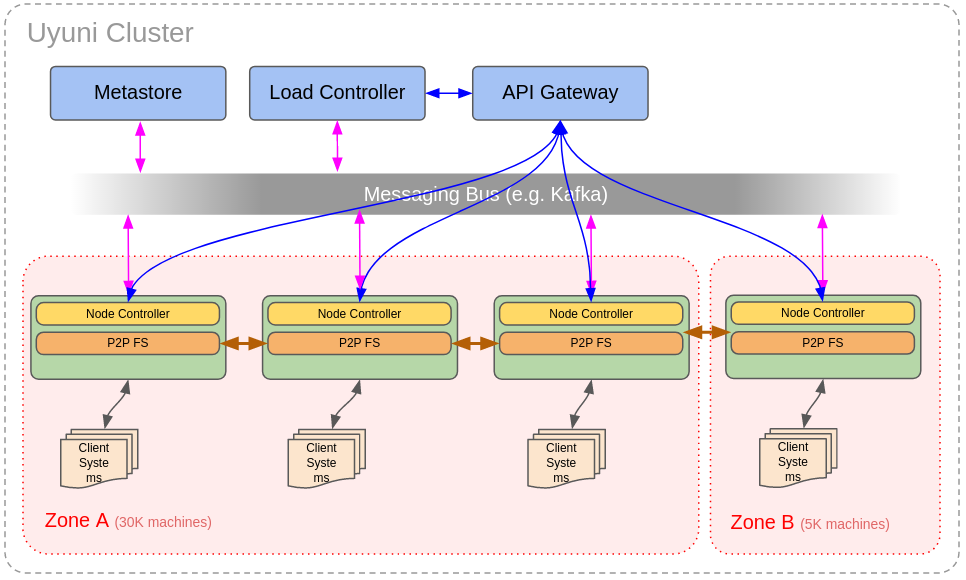 Uyuni Cluster
Metastore
Load Controller
API Gateway
Messaging Bus (e.g. Kafka)
Node Controller
P2P FS
Node Controller
P2P FS
Node Controller
P2P FS
Node Controller
P2P FS
Client
Syste
ms
Client
Syste
ms
Client
Syste
ms
Client
Syste
ms
Zone A (30K machines)
Zone B (5K machines)